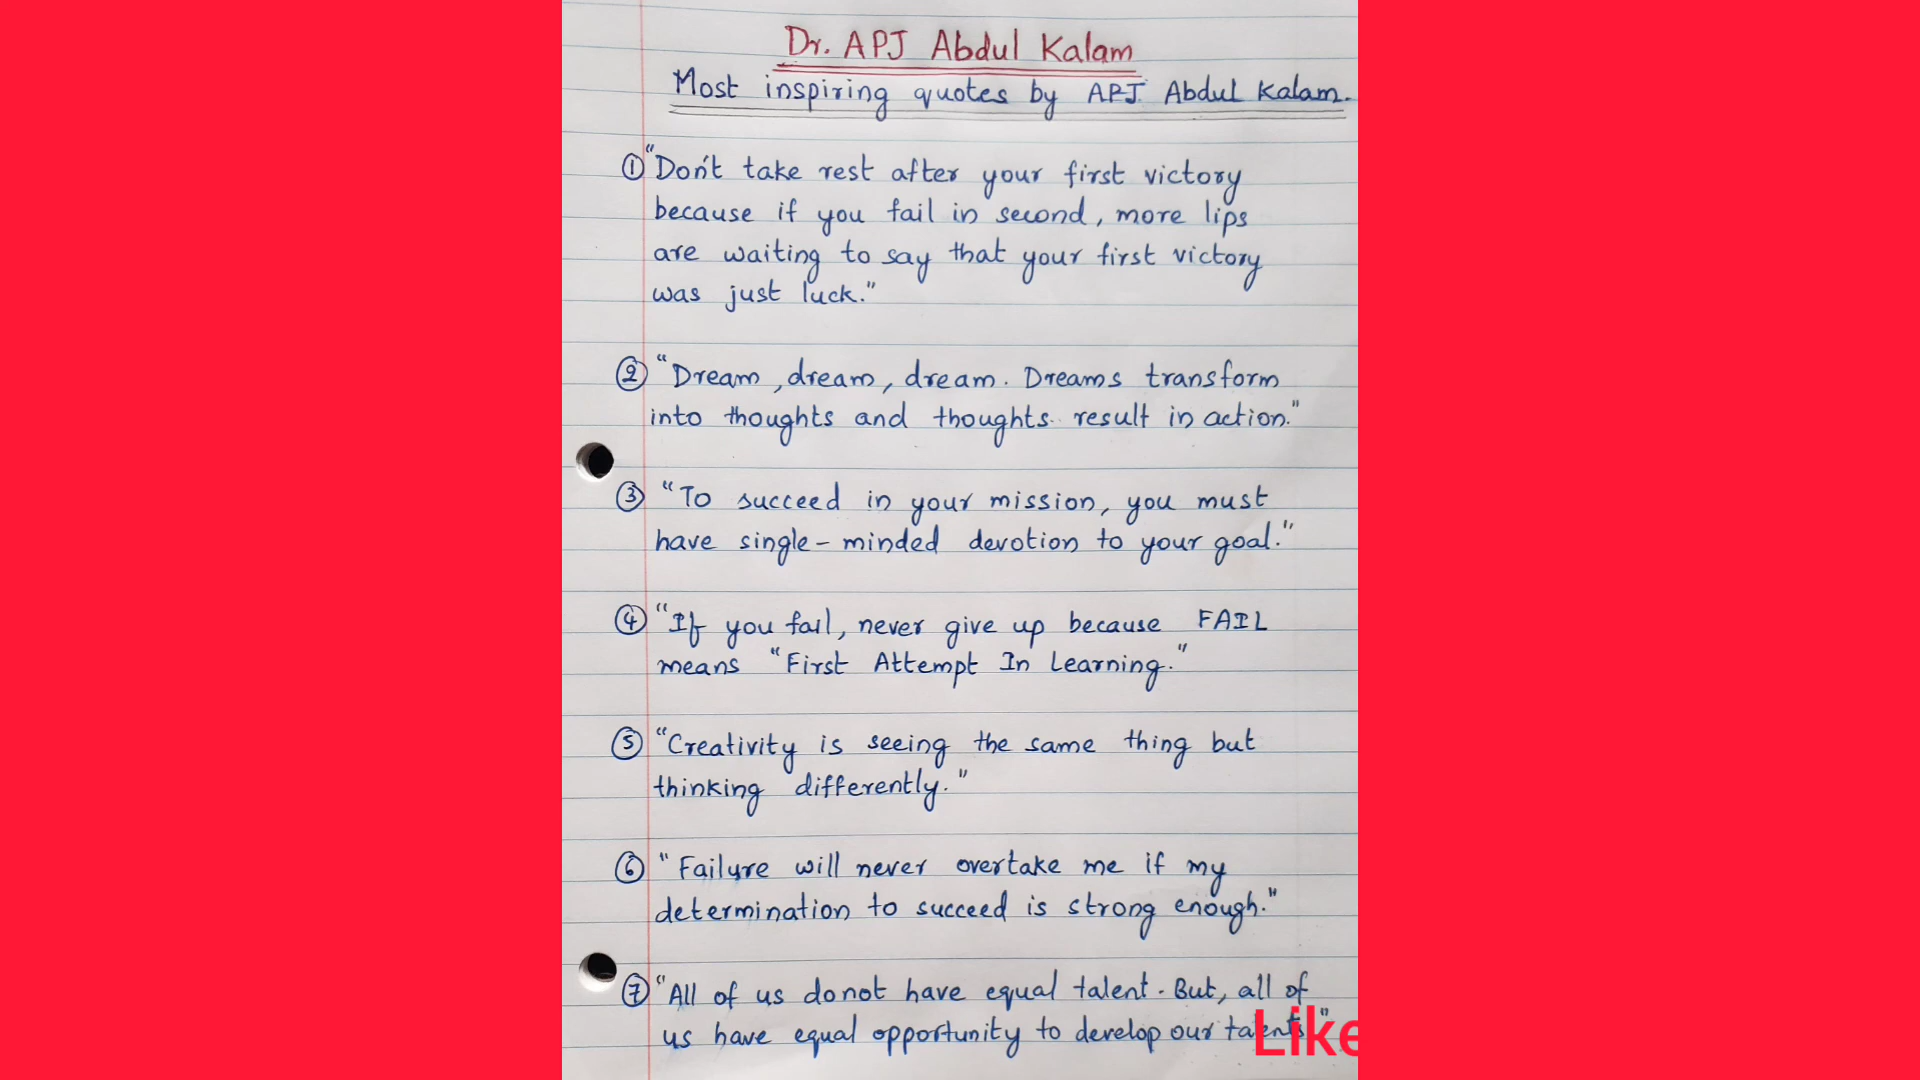 Dr. APJ Abdul Kalam
Most inspiring quotes by APJ Abdul Kalam.
① "Don't take rest after your first victory
because if you fail in second, more lips
are waiting to say that your first victory
was just luck."
② "Dream, dream, dream. Dreams transform
into thoughts and thoughts result in action."
③ "To succeed in your mission, you must
have single-minded devotion to your goal."
④ "If you fail, never give up because FAIL
means "First Attempt In Learning."
⑤ "Creativity is seeing the same thing but
thinking differently."
⑥ "Failure will never overtake me if my
determination to succeed is strong enough."
⑦ "All of us donot have equal talent. But, all of
us have equal opportunity to develop our talents."
Like